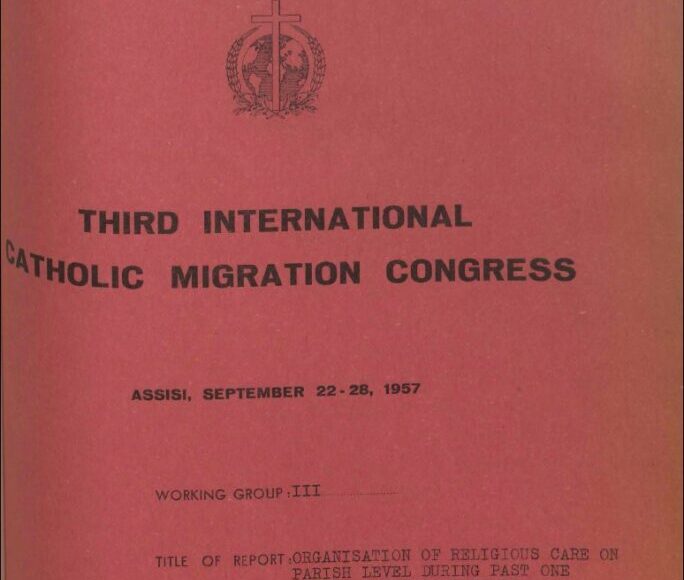 THIRD INTERNATIONAL
CATHOLIC MIGRATION CONGRESS
ASSISI, SEPTEMBER 22-28, 1957
WORKING GROUP: III
TITLE OF REPORT: ORGANISATION OF RELIGIOUS CARE ON
PARISH LEVEL DURING PAST ONE